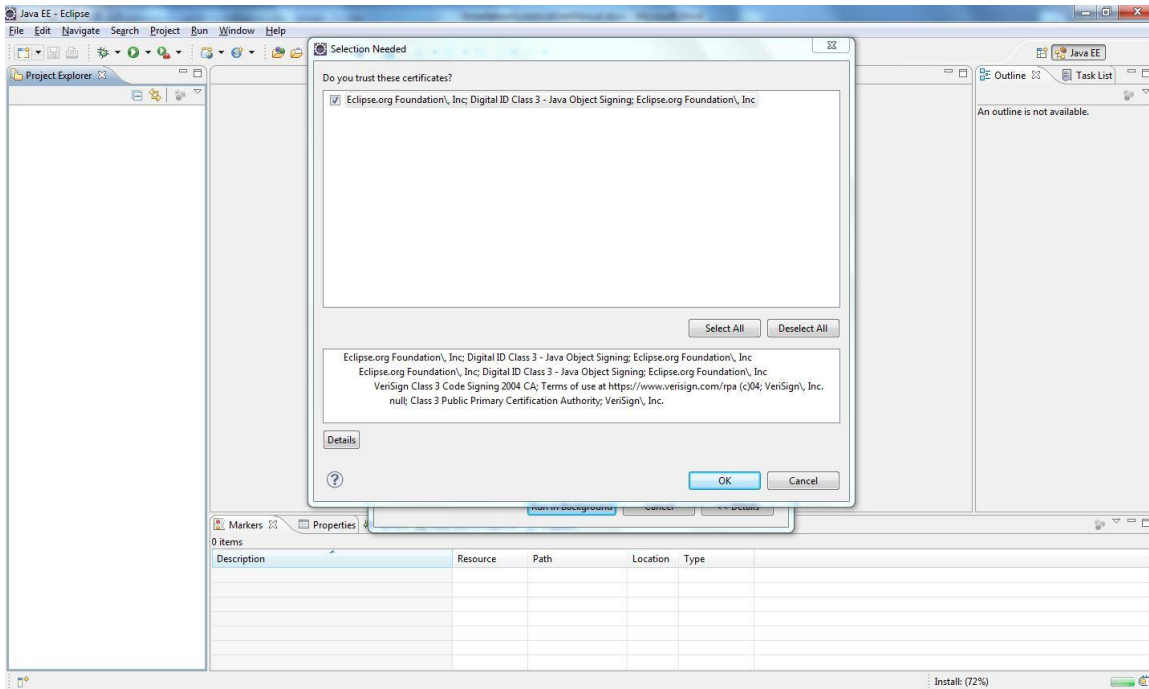 Java EE - Eclipse
File Edit Navigate Search Project Run Window Help
Selection Needed
Java EE
Project Explorer
Do you trust these certificates?
Outline Task List
Eclipse.org Foundation\, Inc; Digital ID Class 3 - Java Object Signing; Eclipse.org Foundation\, Inc
An outline is not available.
Select All Deselect All
Eclipse.org Foundation\, Inc; Digital ID Class 3 - Java Object Signing; Eclipse.org Foundation\, Inc
Eclipse.org Foundation\, Inc; Digital ID Class 3 - Java Object Signing; Eclipse.org Foundation\, Inc
VeriSign Class 3 Code Signing 2004 CA; Terms of use at https://www.verisign.com/rpa (c)04; VeriSign\, Inc.
null; Class 3 Public Primary Certification Authority; VeriSign\, Inc.
Details
OK Cancel
Run in Background Cancel << Details
Markers Properties
0 items
Description Resource Path Location Type
Install: (72%)